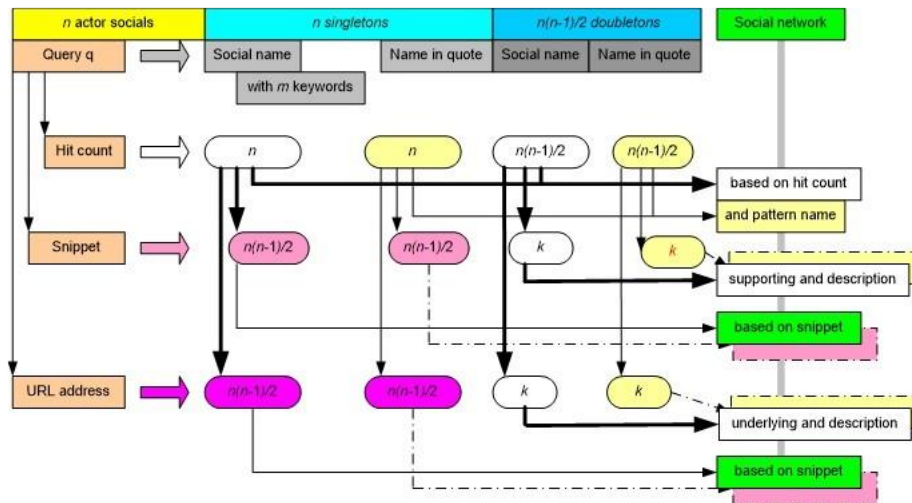 n actor socials
n singletons
n(n-1)/2 doubletons
Social network
Query q
Social name
Name in quote
Social name
Name in quote
with m keywords
Hit count
n
n
n(n-1)/2
n(n-1)/2
based on hit count
and pattern name
Snippet
n(n-1)/2
n(n-1)/2
k
k
supporting and description
based on snippet
URL address
n(n-1)/2
n(n-1)/2
k
k
underlying and description
based on snippet